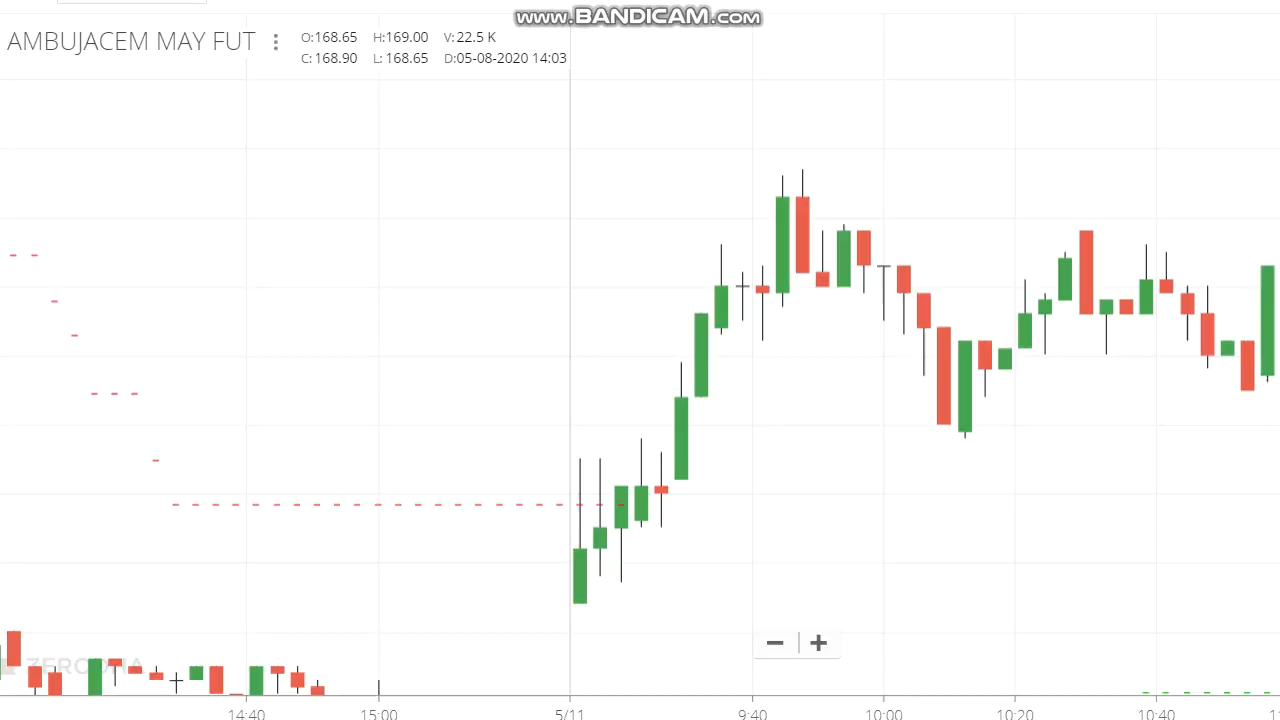 www.BANDICAM.com
AMBUJACEM MAY FUT
O:168.65 H:169.00 V:22.5 K
C: 168.90 L: 168.65 D:05-08-2020 14:03
ZERODHA
14:40 15:00 5/11 9:40 10:00 10:20 10:40